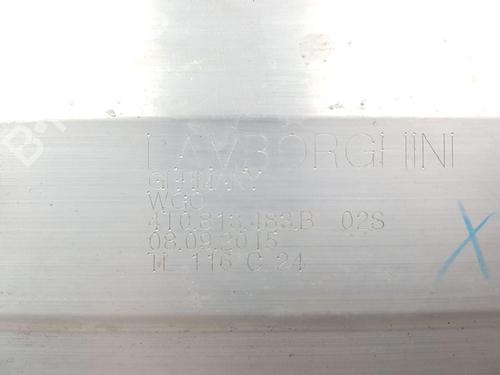 LAMBORGHINI
GERMANY
WGO
4T0.813.483.B 02S
08.09.2015
TL 116 C 24
X